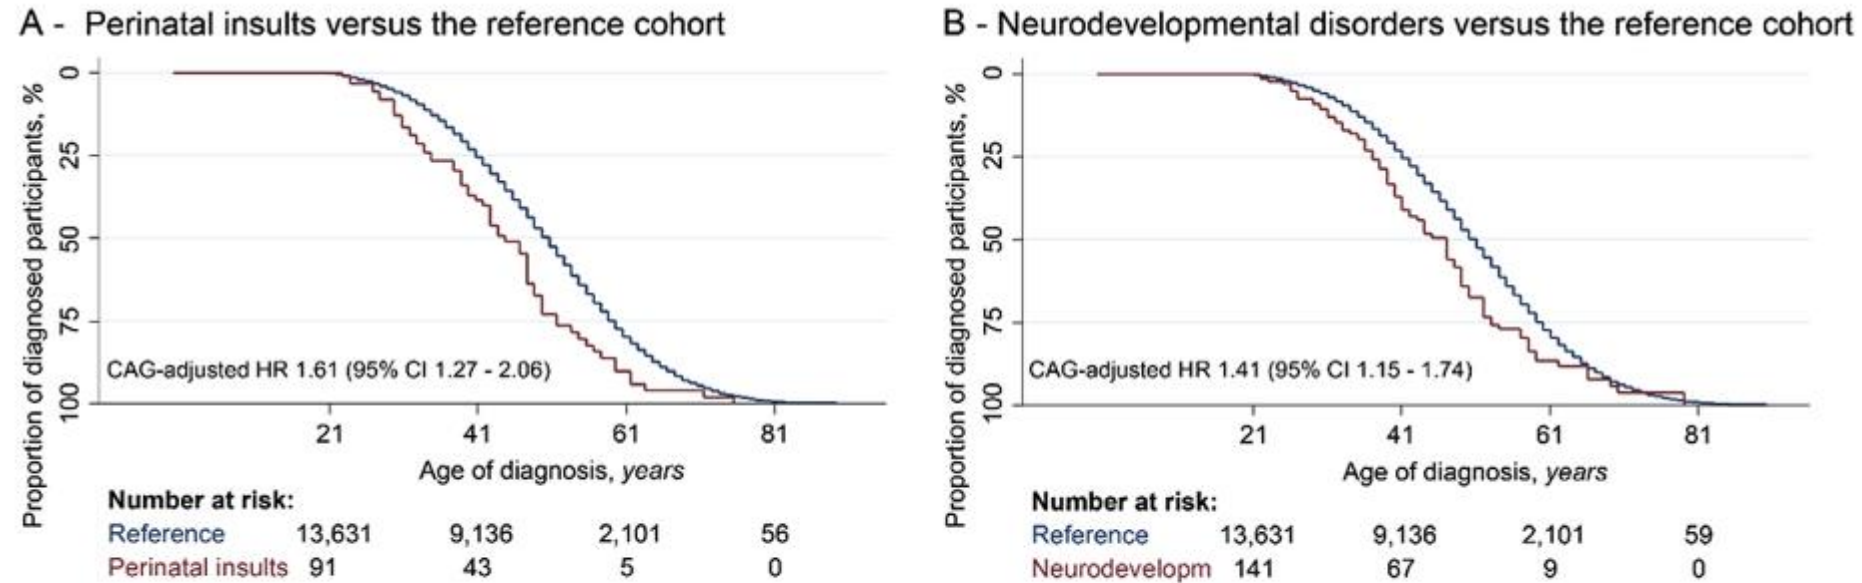 A - Perinatal insults versus the reference cohort
Proportion of diagnosed participants, %
0
25
50
75
100
CAG-adjusted HR 1.61 (95% CI 1.27 - 2.06)
21 41 61 81
Age of diagnosis, years
Number at risk:
Reference 13,631 9,136 2,101 56
Perinatal insults 91 43 5 0
B - Neurodevelopmental disorders versus the reference cohort
Proportion of diagnosed participants, %
0
25
50
75
100
CAG-adjusted HR 1.41 (95% CI 1.15 - 1.74)
21 41 61 81
Age of diagnosis, years
Number at risk:
Reference 13,631 9,136 2,101 59
Neurodevelopm 141 67 9 0